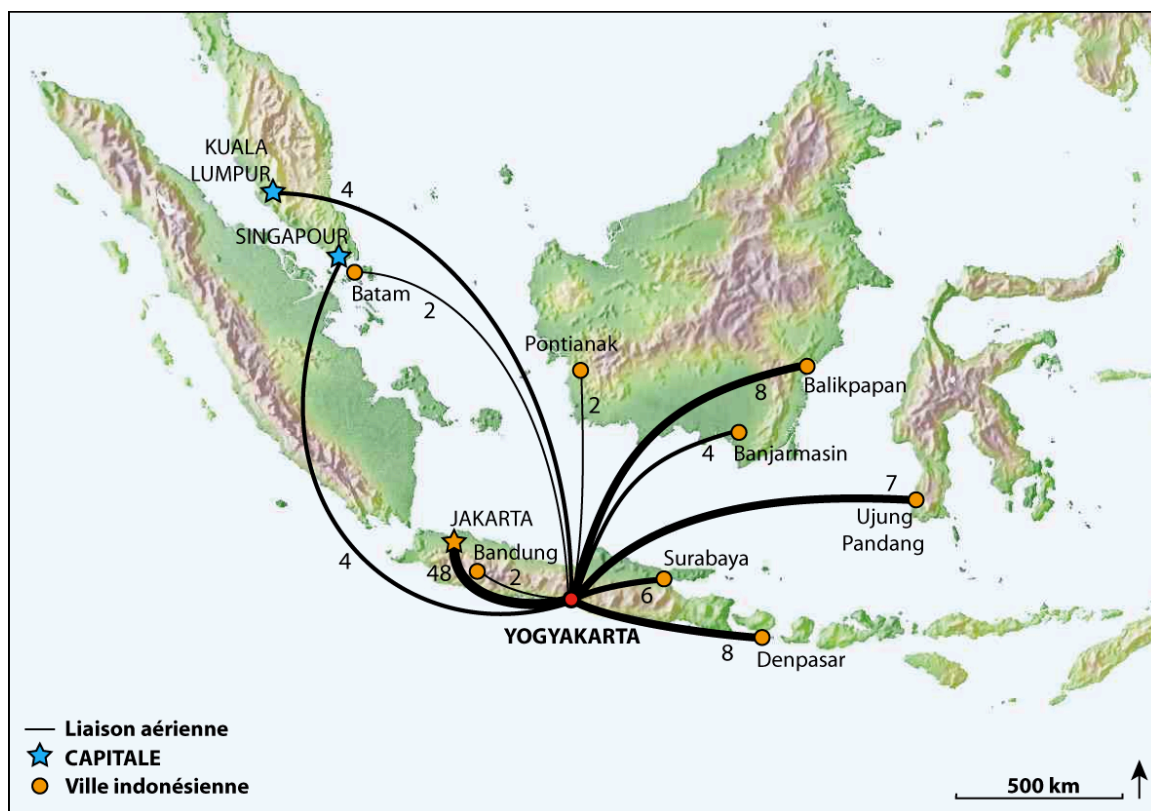 KUALA
LUMPUR
4
SINGAPOUR
Batam
2
Pontianak
2
8
Balikpapan
4
Banjarmasin
7
Ujung
Pandang
4
JAKARTA
Bandung
48
2
Surabaya
6
YOGYAKARTA
8
Denpasar
Liaison aérienne
CAPITALE
Ville indonésienne
500 km